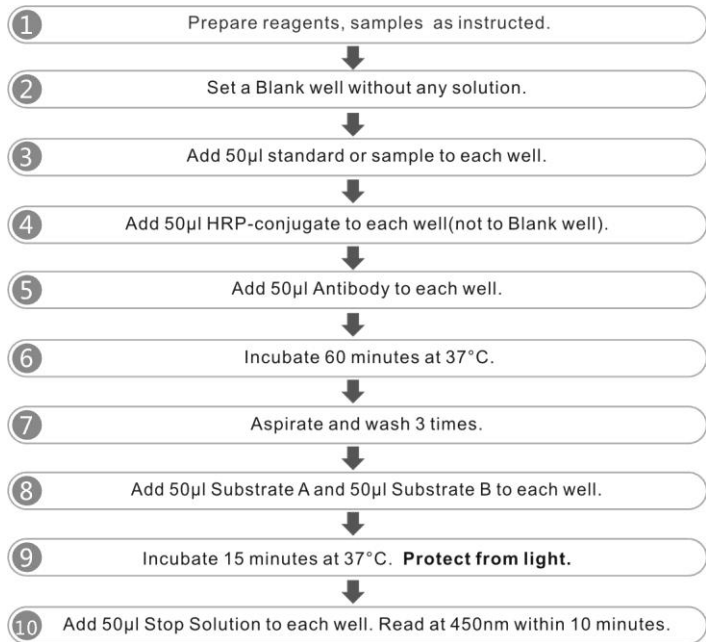 1 Prepare reagents, samples as instructed.
2 Set a Blank well without any solution.
3 Add 50μl standard or sample to each well.
4 Add 50μl HRP-conjugate to each well(not to Blank well).
5 Add 50μl Antibody to each well.
6 Incubate 60 minutes at 37°C.
7 Aspirate and wash 3 times.
8 Add 50μl Substrate A and 50μl Substrate B to each well.
9 Incubate 15 minutes at 37°C. Protect from light.
10 Add 50μl Stop Solution to each well. Read at 450nm within 10 minutes.